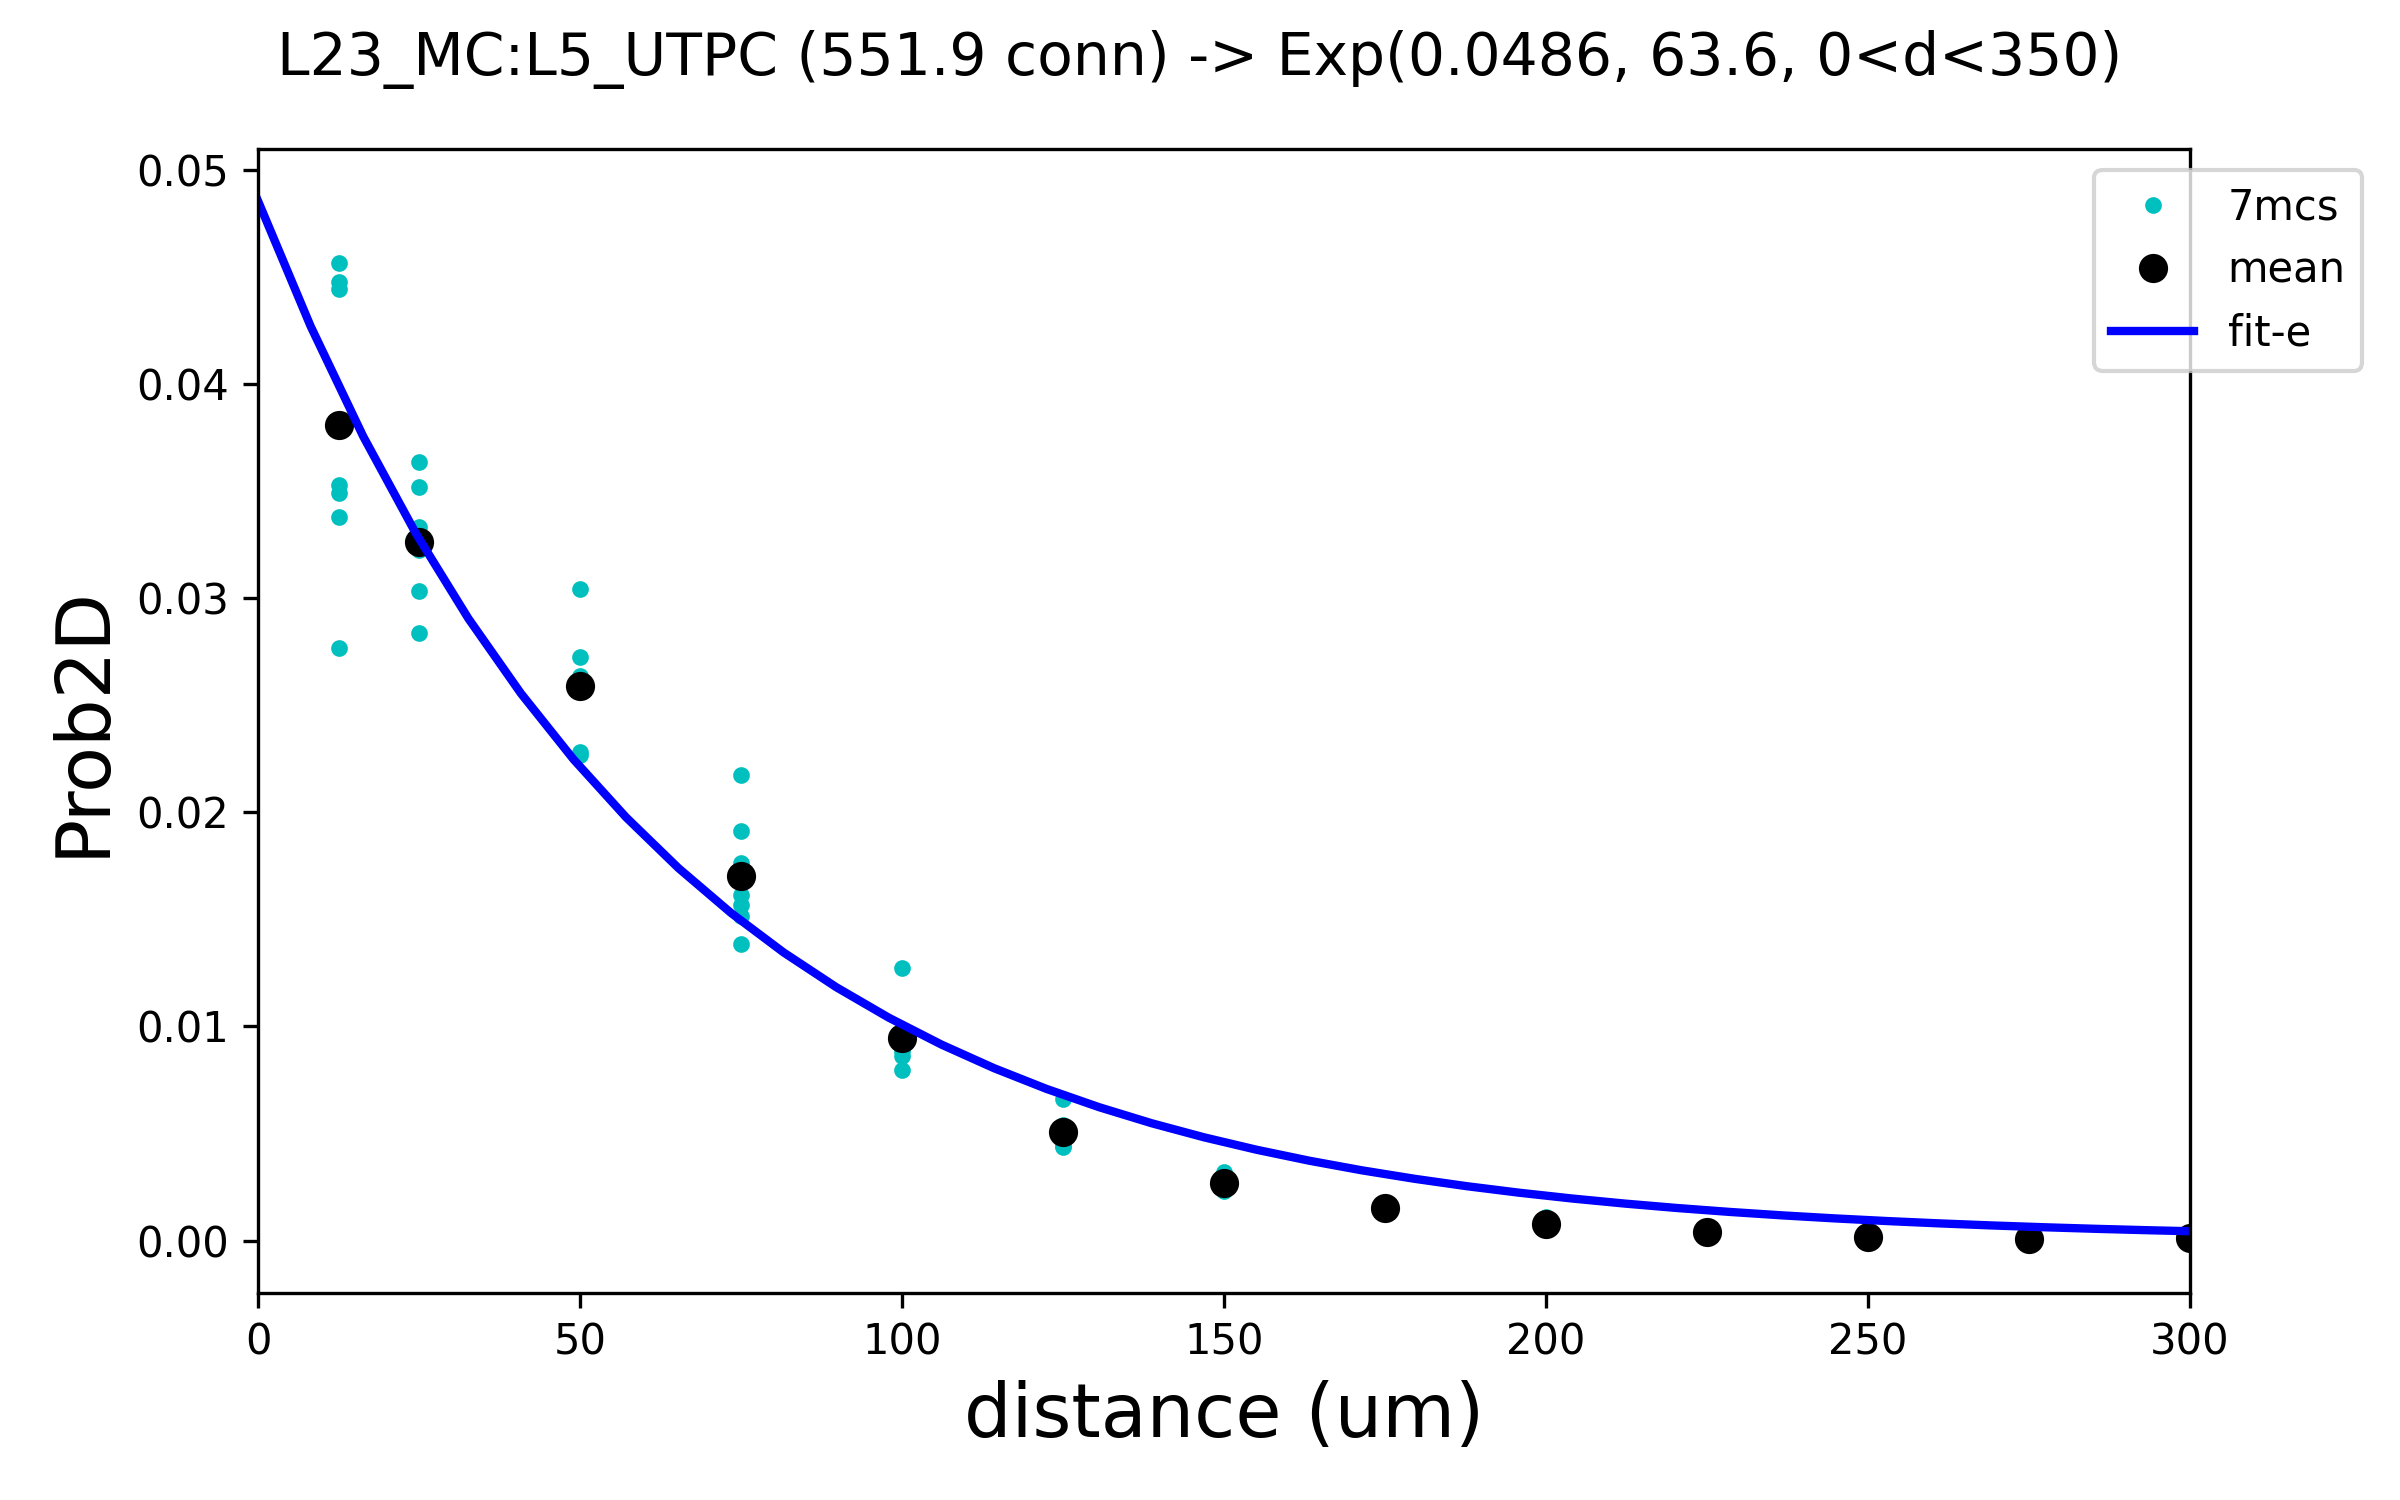 L23_MC:L5_UTPC (551.9 conn) -> Exp(0.0486, 63.6, 0<d<350)
0.05
0.04
0.03
0.02
0.01
0.00
Prob2D
7mcs
mean
fit-e
0 50 100 150 200 250 300
distance (um)